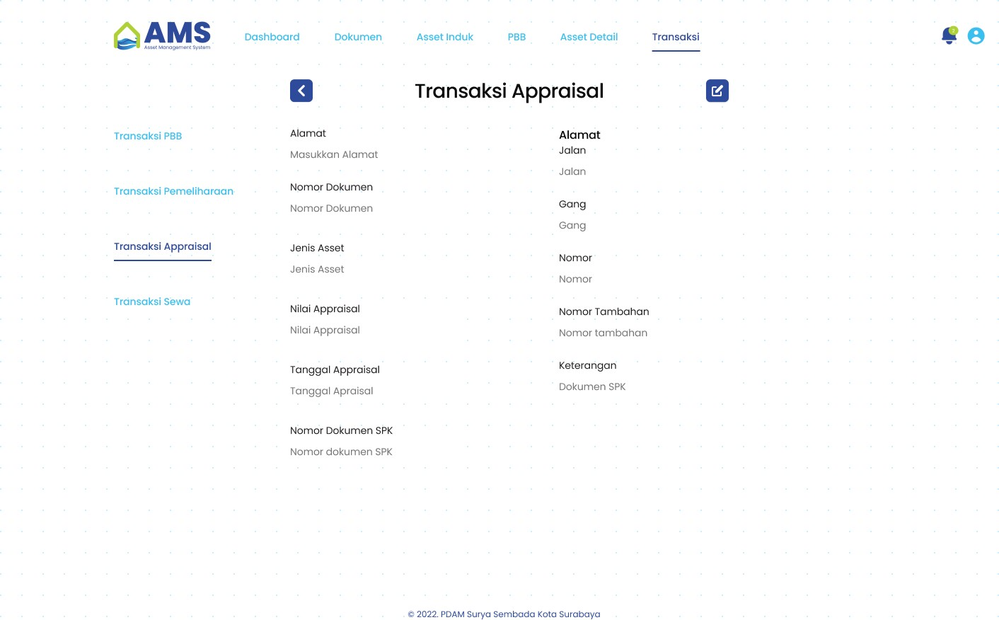 AMS
Asset Management System
Dashboard
Dokumen
Asset Induk
PBB
Asset Detail
Transaksi
2
Transaksi Appraisal
Transaksi PBB
Transaksi Pemeliharaan
Transaksi Appraisal
Transaksi Sewa
Alamat
Masukkan Alamat
Nomor Dokumen
Nomor Dokumen
Jenis Asset
Jenis Asset
Nilai Appraisal
Nilai Appraisal
Tanggal Appraisal
Tanggal Apraisal
Nomor Dokumen SPK
Nomor dokumen SPK
Alamat
Jalan
Jalan
Gang
Gang
Nomor
Nomor
Nomor Tambahan
Nomor tambahan
Keterangan
Dokumen SPK
© 2022. PDAM Surya Sembada Kota Surabaya